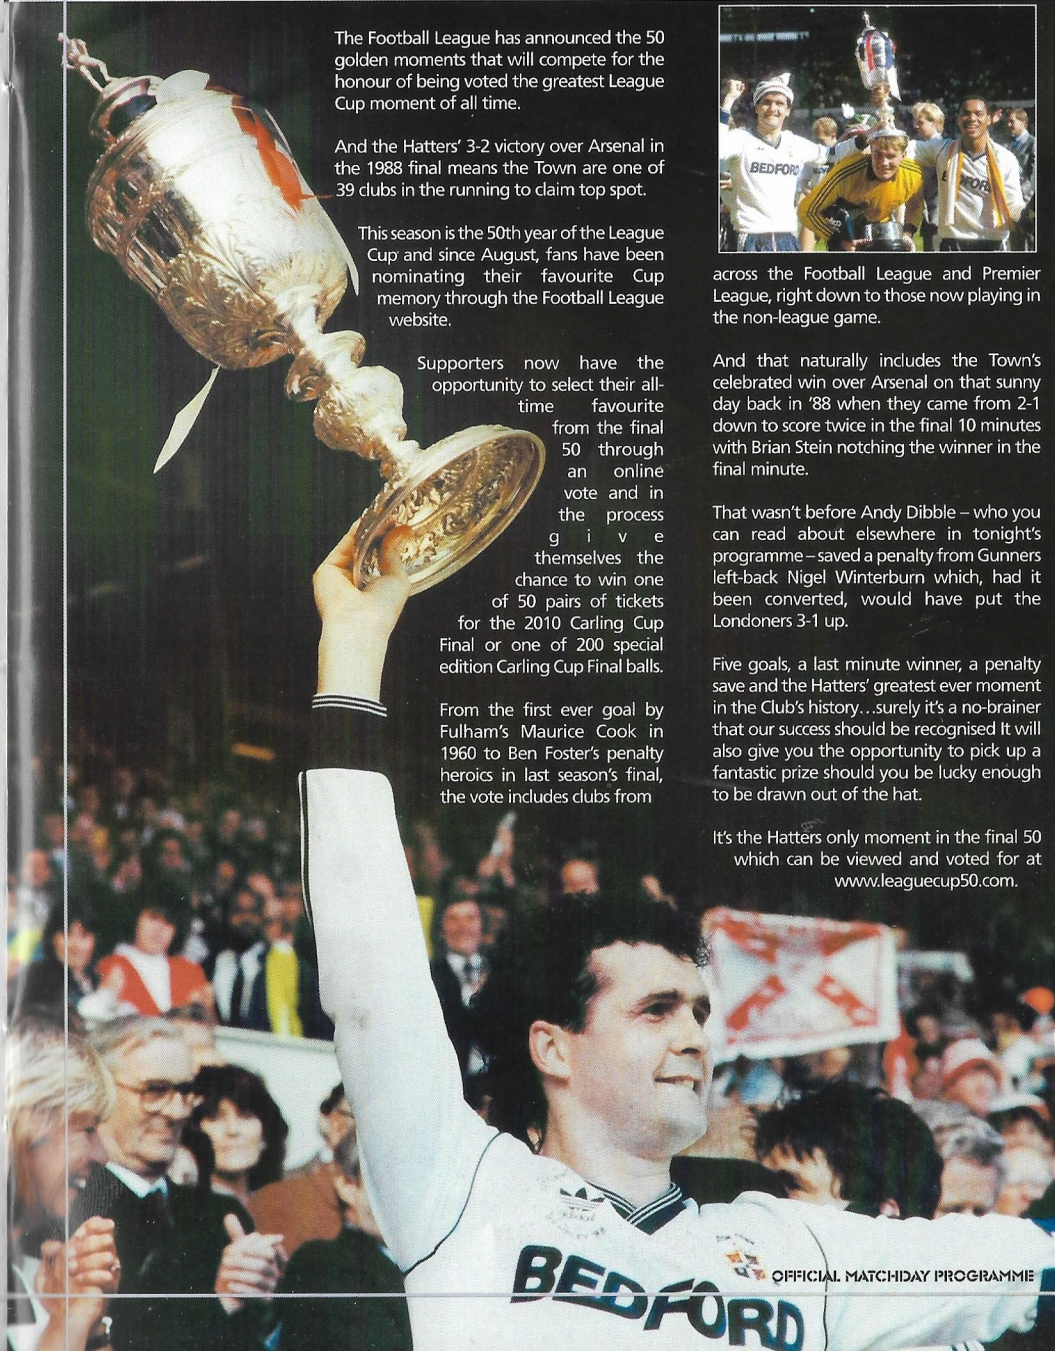 The Football League has announced the 50
golden moments that will compete for the
honour of being voted the greatest League
Cup moment of all time.
And the Hatters' 3-2 victory over Arsenal in
the 1988 final means the Town are one of
39 clubs in the running to claim top spot.
This season is the 50th year of the League
Cup and since August, fans have been
nominating their favourite Cup
memory through the Football League
website.
Supporters now have the
opportunity to select their all-
time favourite
from the final
50 through
an online
vote and in
the process
give
themselves the
chance to win one
of 50 pairs of tickets
for the 2010 Carling Cup
Final or one of 200 special
edition Carling Cup Final balls.
From the first ever goal by
Fulham's Maurice Cook in
1960 to Ben Foster's penalty
heroics in last season's final,
the vote includes clubs from
BEDFORD
across the Football League and Premier
League, right down to those now playing in
the non-league game.
And that naturally includes the Town's
celebrated win over Arsenal on that sunny
day back in '88 when they came from 2-1
down to score twice in the final 10 minutes
with Brian Stein notching the winner in the
final minute.
That wasn't before Andy Dibble – who you
can read about elsewhere in tonight's
programme – saved a penalty from Gunners
left-back Nigel Winterburn which, had it
been converted, would have put the
Londoners 3-1 up.
Five goals, a last minute winner, a penalty
save and the Hatters' greatest ever moment
in the Club's history...surely it's a no-brainer
that our success should be recognised It will
also give you the opportunity to pick up a
fantastic prize should you be lucky enough
to be drawn out of the hat.
It's the Hatters only moment in the final 50
which can be viewed and voted for at
www.leaguecup50.com.
adidas
OFFICIAL MATCHDAY PROGRAMME
BEDFORD